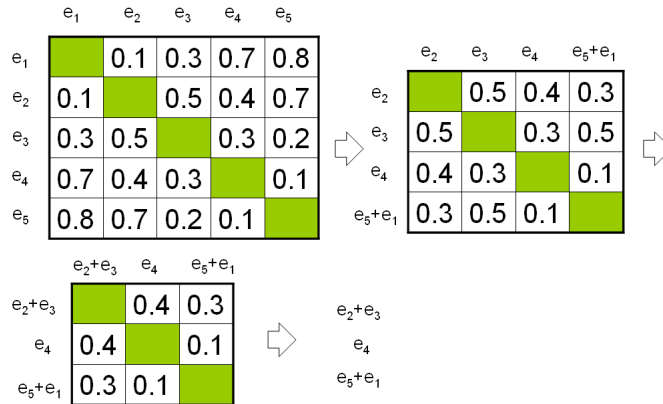 e1 e2 e3 e4 e5
e1 0.1 0.3 0.7 0.8
e2 0.1 0.5 0.4 0.7
e3 0.3 0.5 0.3 0.2
e4 0.7 0.4 0.3 0.1
e5 0.8 0.7 0.2 0.1
e2 e3 e4 e5+e1
e2 0.5 0.4 0.3
e3 0.5 0.3 0.5
e4 0.4 0.3 0.1
e5+e1 0.3 0.5 0.1
e2+e3 e4 e5+e1
e2+e3 0.4 0.3
e4 0.4 0.1
e5+e1 0.3 0.1
e2+e3
e4
e5+e1